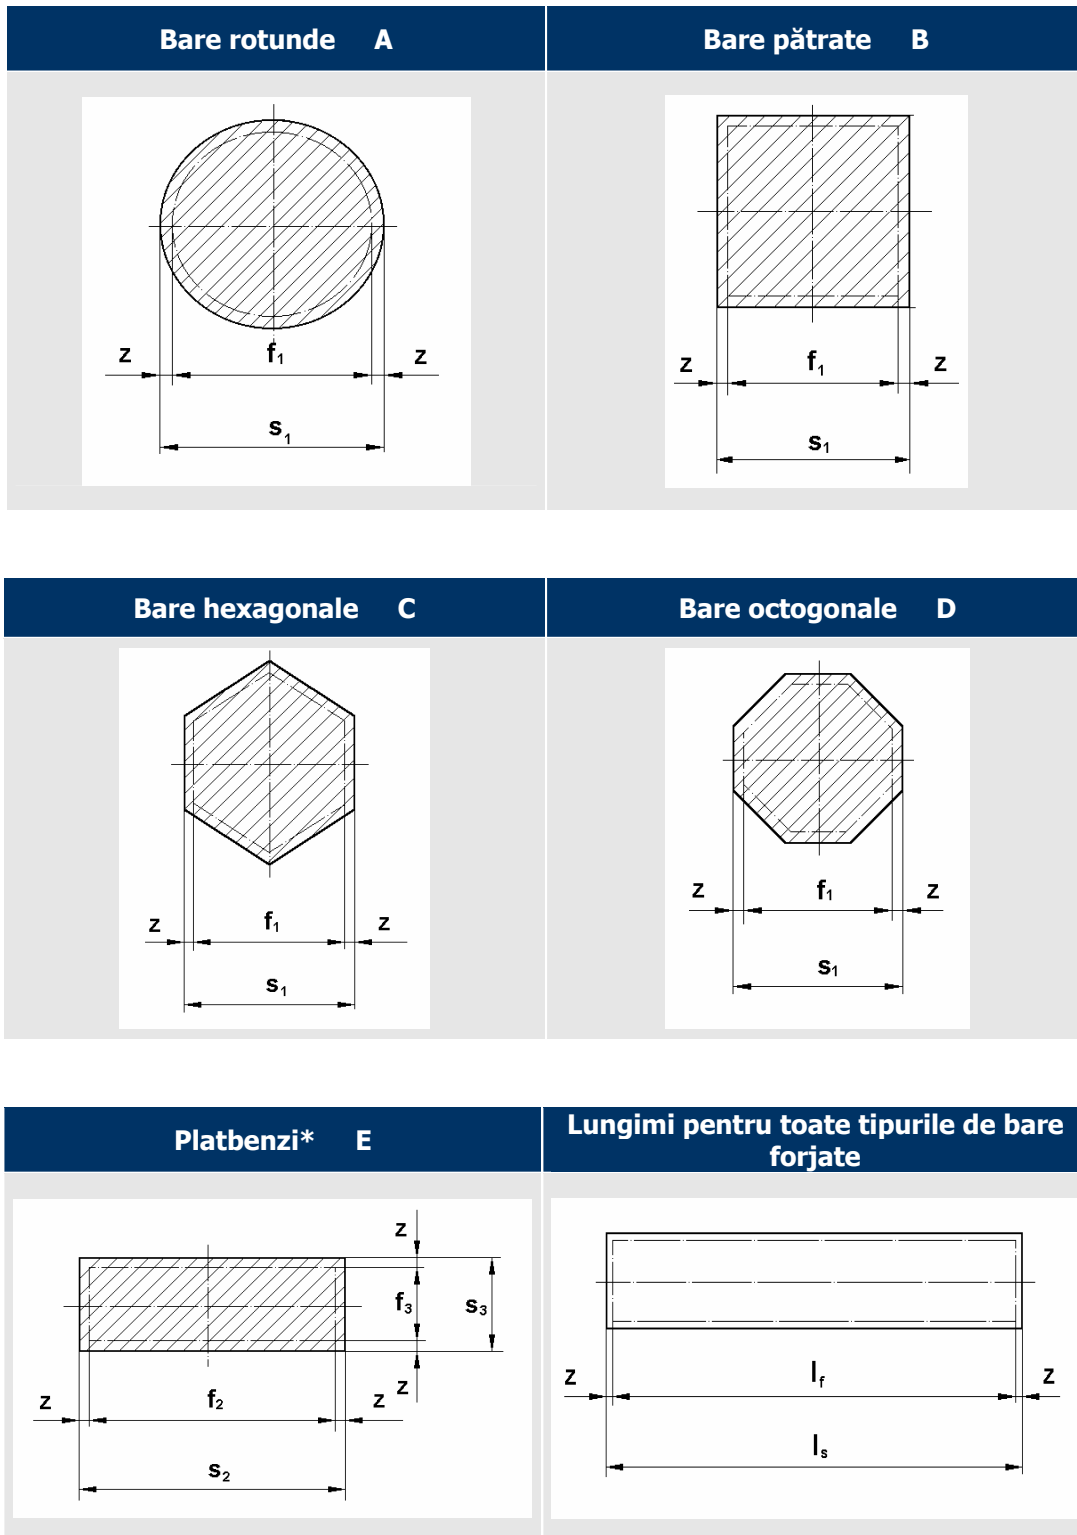 Bare rotunde A
Bare pătrate B
z f1 z
s1
z f1 z
s1
Bare hexagonale C
Bare octogonale D
z f1 z
s1
z f1 z
s1
Platbenzi* E
Lungimi pentru toate tipurile de bare
forjate
z
f3 s3
z
z f2 z
s2
z lf z
ls